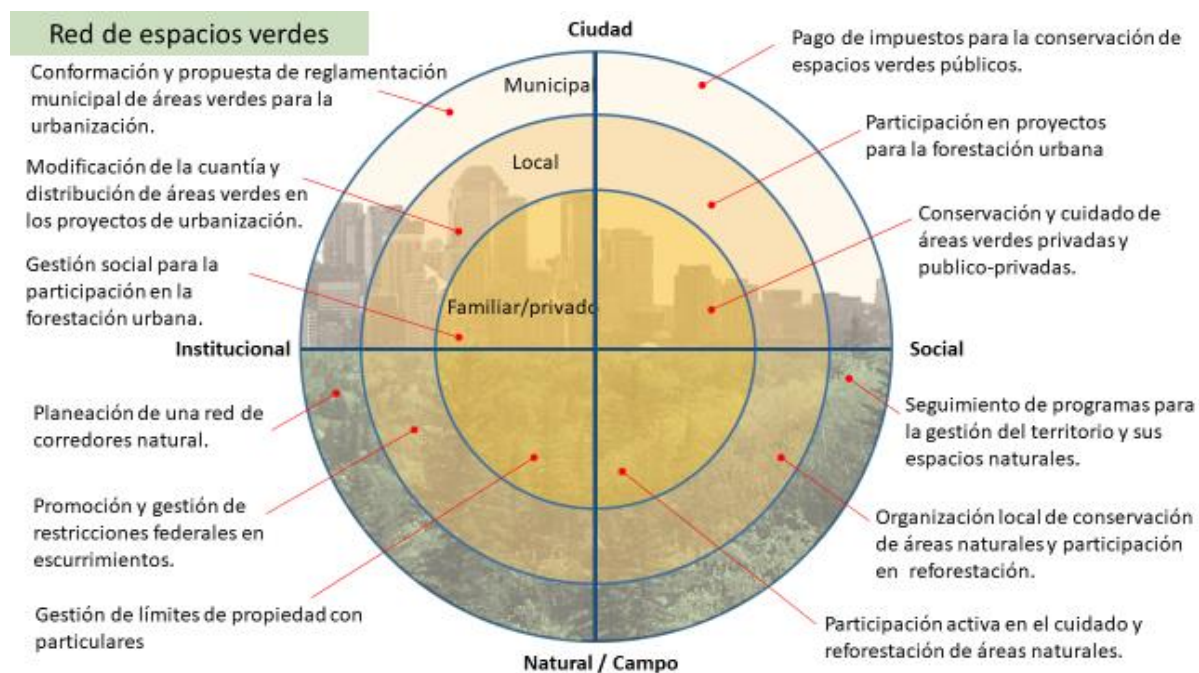 Red de espacios verdes
Ciudad
Conformación y propuesta de reglamentación
municipal de áreas verdes para la
urbanización.
Modificación de la cuantía y
distribución de áreas verdes en
los proyectos de urbanización.
Gestión social para la
participación en la
forestación urbana.
Municipal
Local
Familiar/privado
Pago de impuestos para la conservación de
espacios verdes públicos.
Participación en proyectos
para la forestación urbana
Conservación y cuidado de
áreas verdes privadas y
publico-privadas.
Institucional
Social
Planeación de una red de
corredores natural.
Promoción y gestión de
restricciones federales en
escurrimientos.
Gestión de límites de propiedad con
particulares
Seguimiento de programas para
la gestión del territorio y sus
espacios naturales.
Organización local de conservación
de áreas naturales y participación
en reforestación.
Participación activa en el cuidado y
reforestación de áreas naturales.
Natural / Campo